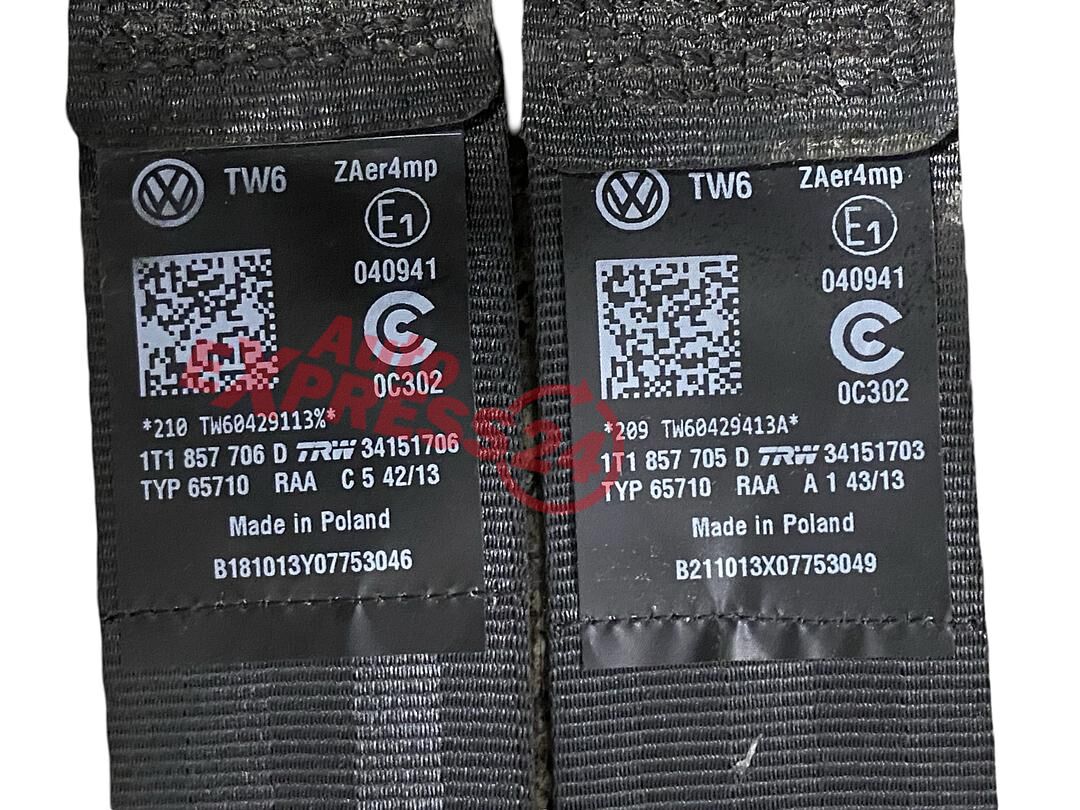 TW6 ZAer4mp
E1
040941
0C302
*210 TW60429113%*
1T1 857 706 D TRW 34151706
TYP 65710 RAA C 5 42/13
Made in Poland
B181013Y07753046
TW6 ZAer4mp
E1
040941
0C302
*209 TW60429413A*
1T1 857 705 D TRW 34151703
TYP 65710 RAA A 1 43/13
Made in Poland
B211013X07753049
Auto
EXPRESS24